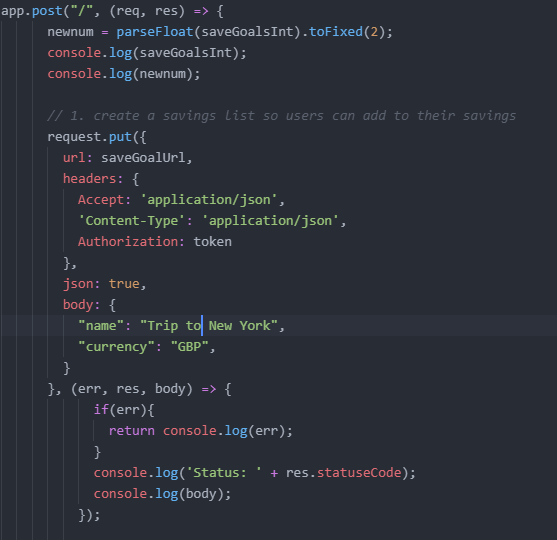 app.post("/", (req, res) => {
newnum = parseFloat(saveGoalsInt).toFixed(2);
console.log(saveGoalsInt);
console.log(newnum);
// 1. create a savings list so users can add to their savings
request.put({
url: saveGoalUrl,
headers: {
Accept: 'application/json',
'Content-Type': 'application/json',
Authorization: token
},
json: true,
body: {
"name": "Trip to New York",
"currency": "GBP",
}
}, (err, res, body) => {
if(err){
return console.log(err);
}
console.log('Status: ' + res.statuseCode);
console.log(body);
});